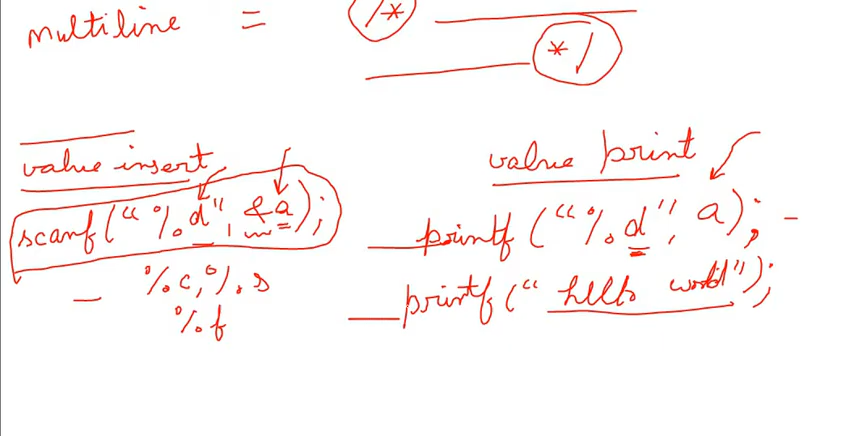 multiline = /*
*/
value insert
scanf("%d", &a);
%c, %s
%f
value print
printf("%d", a);
printf("hello world");